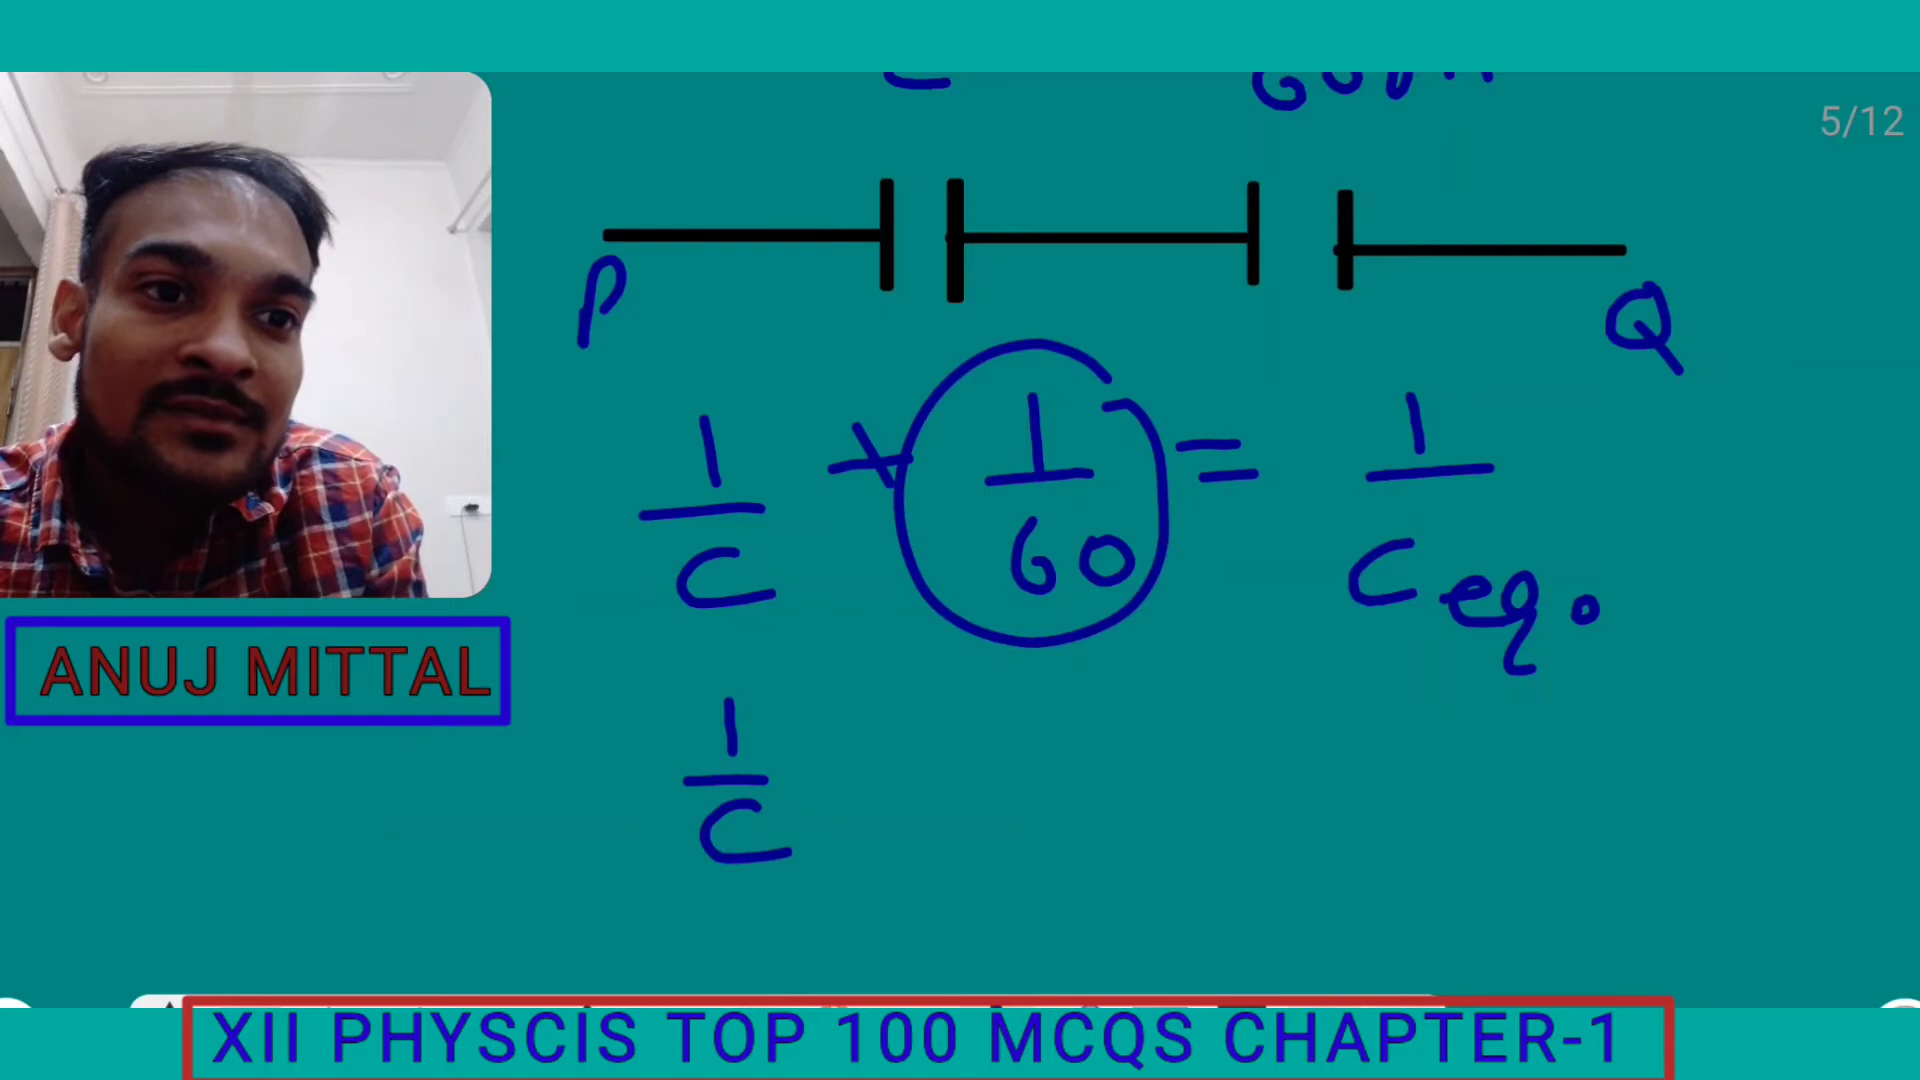 5/12
P
Q
1/C + 1/60 = 1/Ceq.
1/C
ANUJ MITTAL
XII PHYSCIS TOP 100 MCQS CHAPTER-1